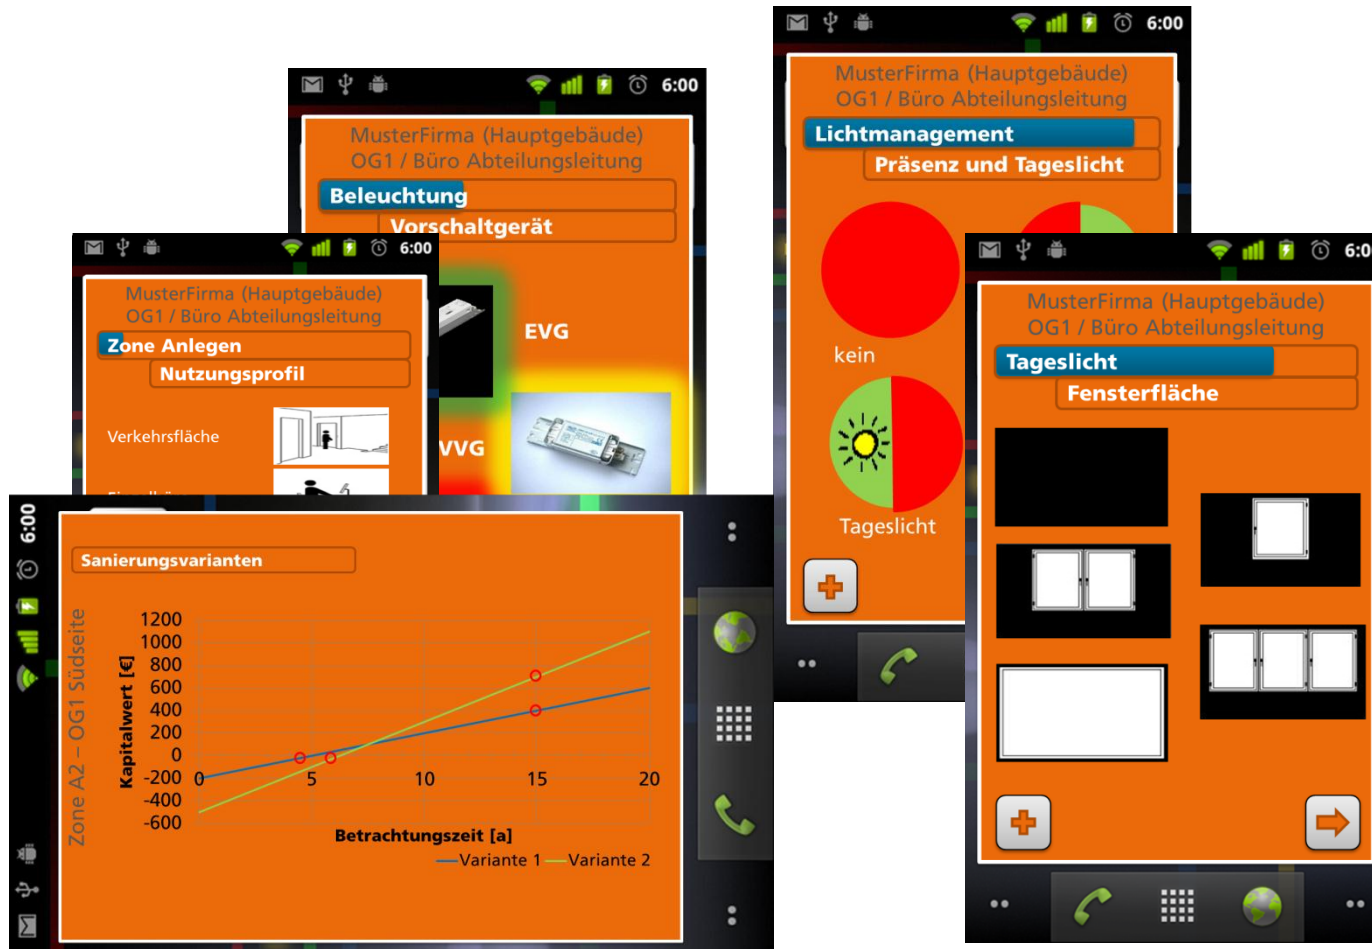 6:00
MusterFirma (Hauptgebäude)
OG1 / Büro Abteilungsleitung
Lichtmanagement
Präsenz und Tageslicht
kein
Tageslicht
6:00
MusterFirma (Hauptgebäude)
OG1 / Büro Abteilungsleitung
Beleuchtung
Vorschaltgerät
EVG
VVG
6:00
MusterFirma (Hauptgebäude)
OG1 / Büro Abteilungsleitung
Zone Anlegen
Nutzungsprofil
Verkehrsfläche
6:0
MusterFirma (Hauptgebäude)
OG1 / Büro Abteilungsleitung
Tageslicht
Fensterfläche
6:00
Sanierungsvarianten
Zone A2 – OG1 Südseite
Kapitalwert [€]
1200
1000
800
600
400
200
0
-200
-400
-600
0 5 10 15 20
Betrachtungszeit [a]
Variante 1 Variante 2